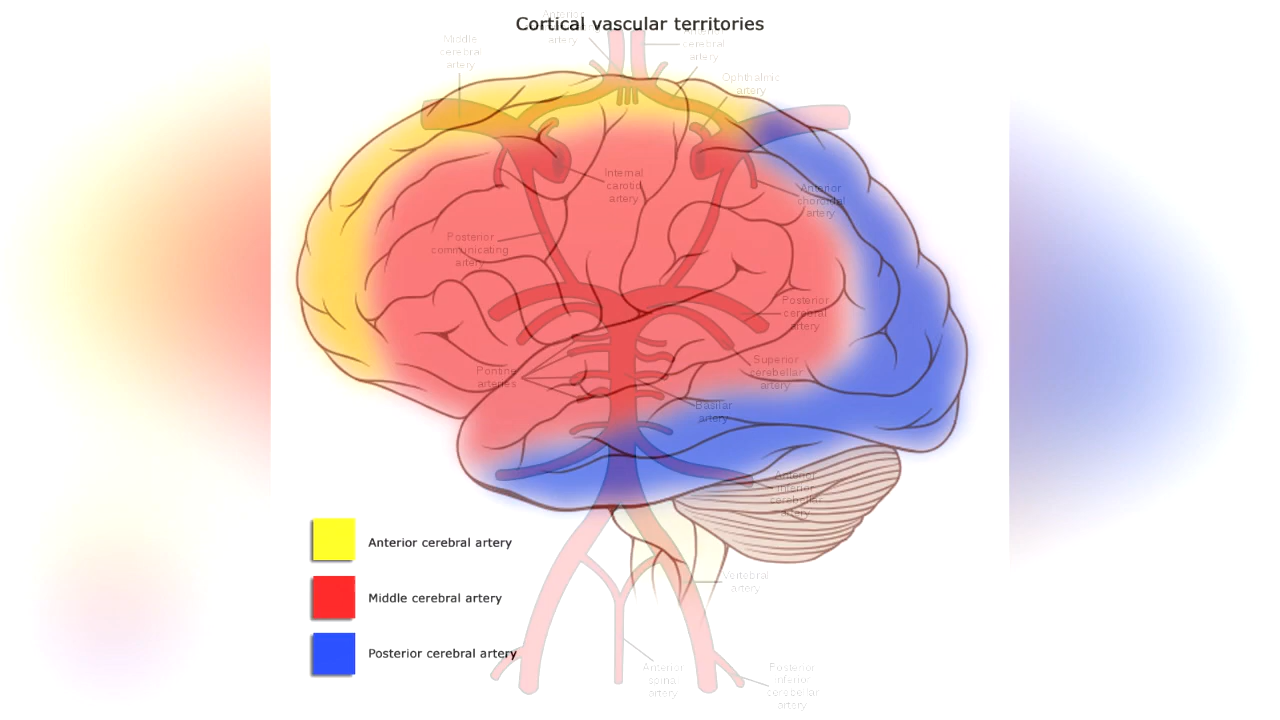 Cortical vascular territories
Anterior
artery
Middle
cerebral
artery
cerebral
artery
Ophthalmic
artery
Internal
carotid
artery
Anterior
choroidal
artery
Posterior
communicating
artery
Posterior
cerebral
artery
Superior
cerebellar
artery
Pontine
arteries
Basilar
artery
Anterior
inferior
cerebellar
artery
Anterior cerebral artery
Middle cerebral artery
Posterior cerebral artery
Vertebral
artery
Anterior
spinal
artery
Posterior
inferior
cerebellar
artery